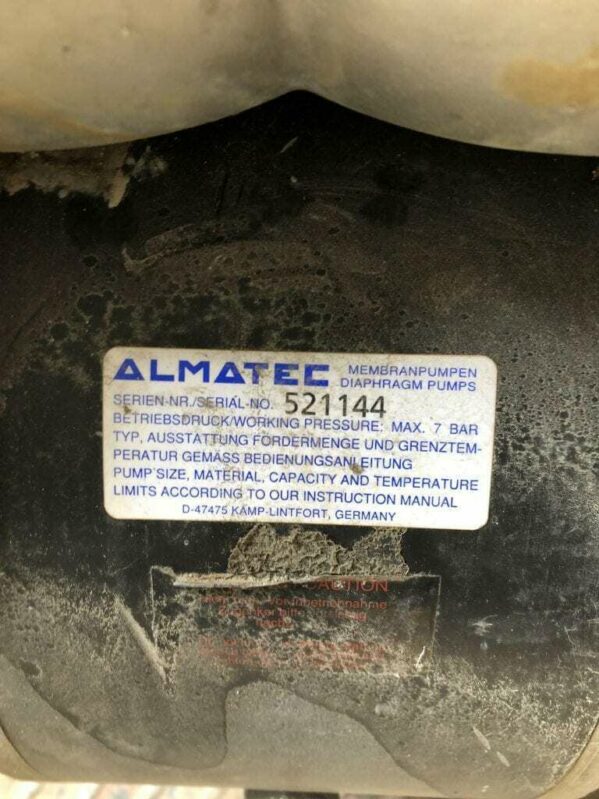 ALMATEC
MEMBRANPUMPEN
DIAPHRAGM PUMPS
SERIEN-NR./SERIAL-NO. 521144
BETRIEBSDRUCK/WORKING PRESSURE: MAX. 7 BAR
TYP, AUSSTATTUNG FÖRDERMENGE UND GRENZTEM-
PERATUR GEMÄSS BEDIENUNGSANLEITUNG
PUMP SIZE, MATERIAL, CAPACITY AND TEMPERATURE
LIMITS ACCORDING TO OUR INSTRUCTION MANUAL
D-47475 KAMP-LINTFORT, GERMANY